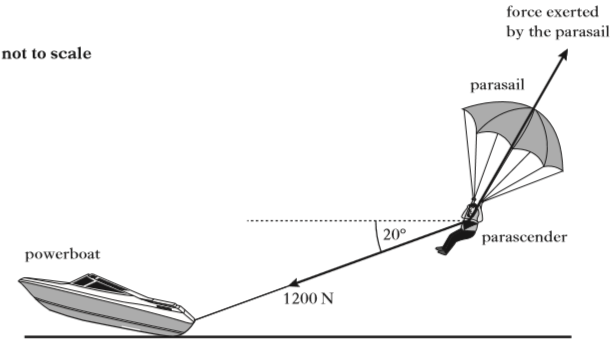 force exerted
by the parasail
not to scale
parasail
20°
parascender
powerboat
1200 N